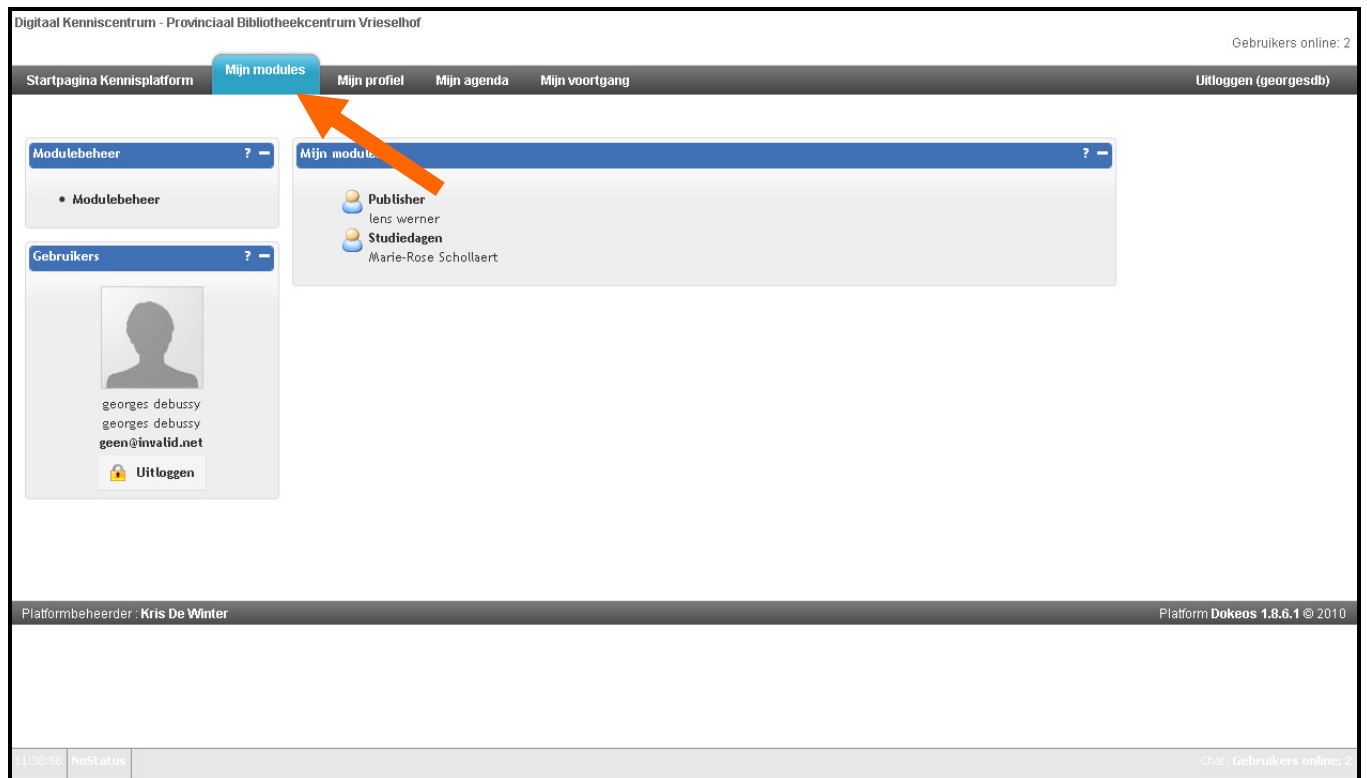 Digitaal Kenniscentrum - Provinciaal Bibliotheekcentrum Vrieselhof
Gebruikers online: 2
Startpagina Kennisplatform Mijn modules Mijn profiel Mijn agenda Mijn voortgang Uitloggen (georgesdb)
Modulebeheer ?
• Modulebeheer
Gebruikers ?
georges debussy
georges debussy
geen@invalid.net
Uitloggen
Mijn modules ?
Publisher
lens werner
Studiedagen
Marie-Rose Schollaert
Platformbeheerder : Kris De Winter Platform Dokeos 1.8.6.1 © 2010
11:38:58 NoStatus Chat: Gebruikers online: 2